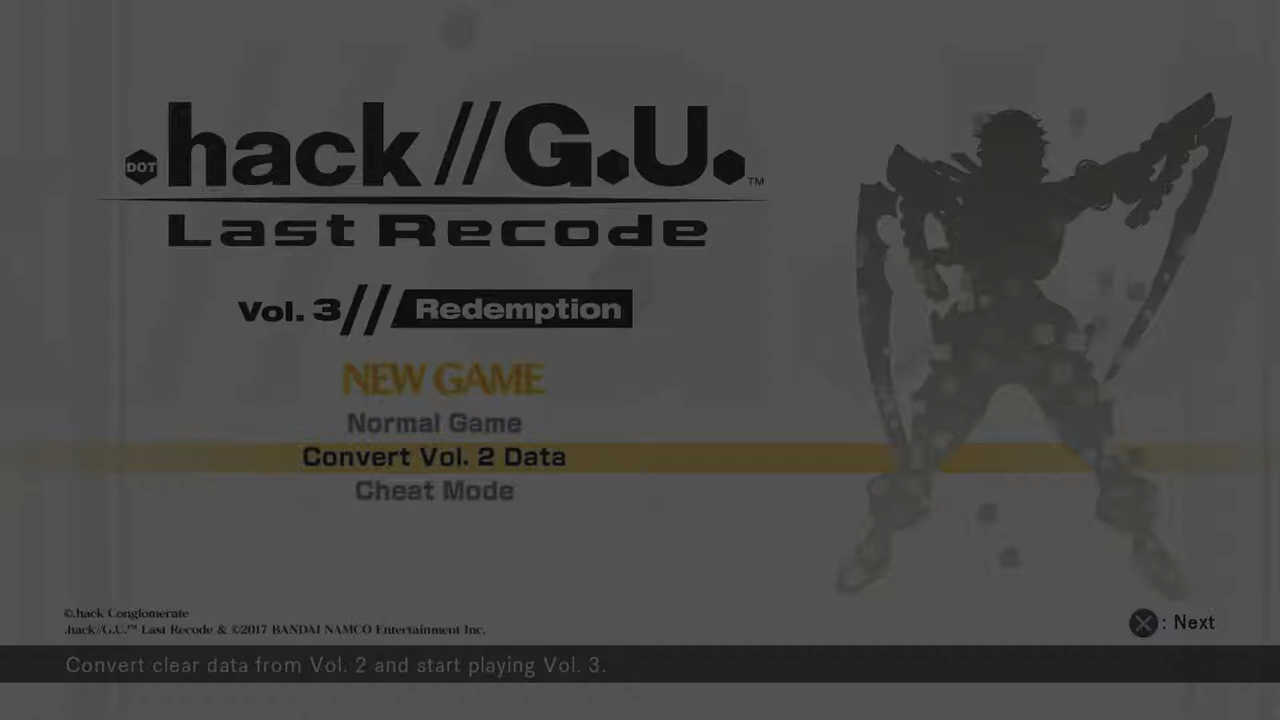 DOT .hack//G.U. TM
Last Recode
Vol. 3// Redemption
NEW GAME
Normal Game
Convert Vol. 2 Data
Cheat Mode
©.hack Conglomerate
.hack//G.U.™ Last Recode & ©2017 BANDAI NAMCO Entertainment Inc.
: Next
Convert clear data from Vol. 2 and start playing Vol. 3.